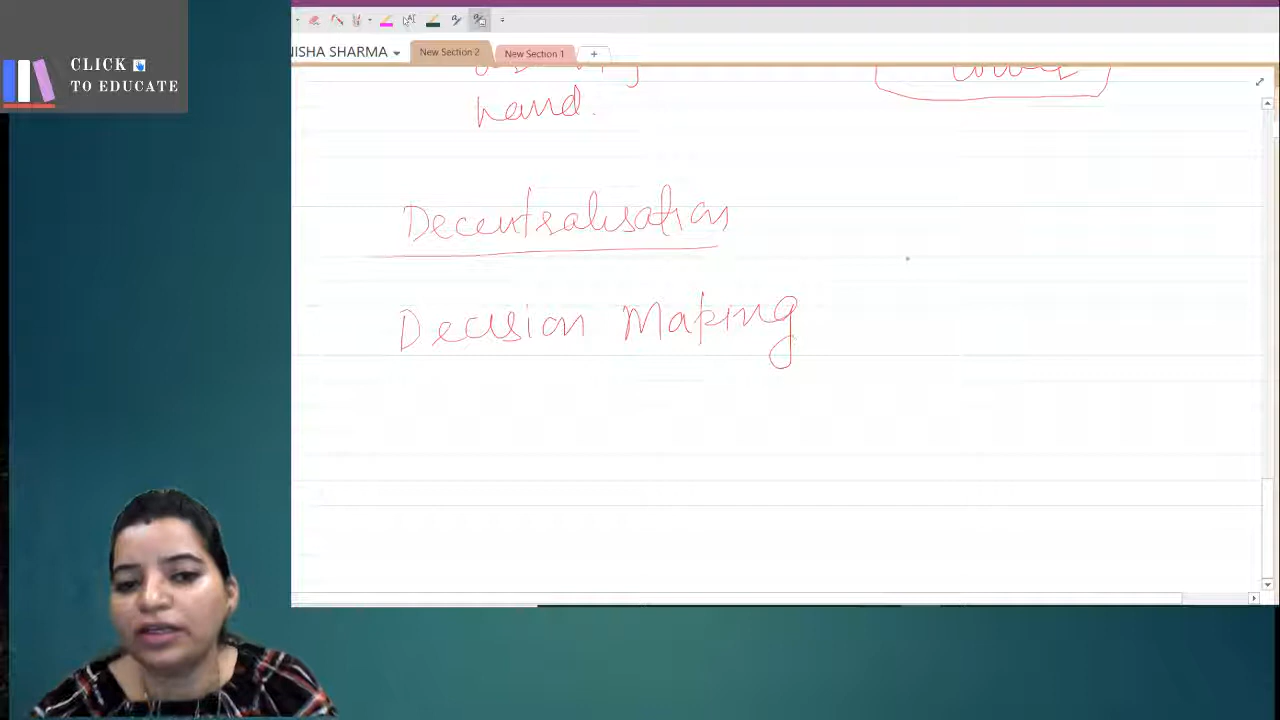 CLICK
TO EDUCATE
NISHA SHARMA
New Section 2
New Section 1
hand.
Decentralisation
Decision Making